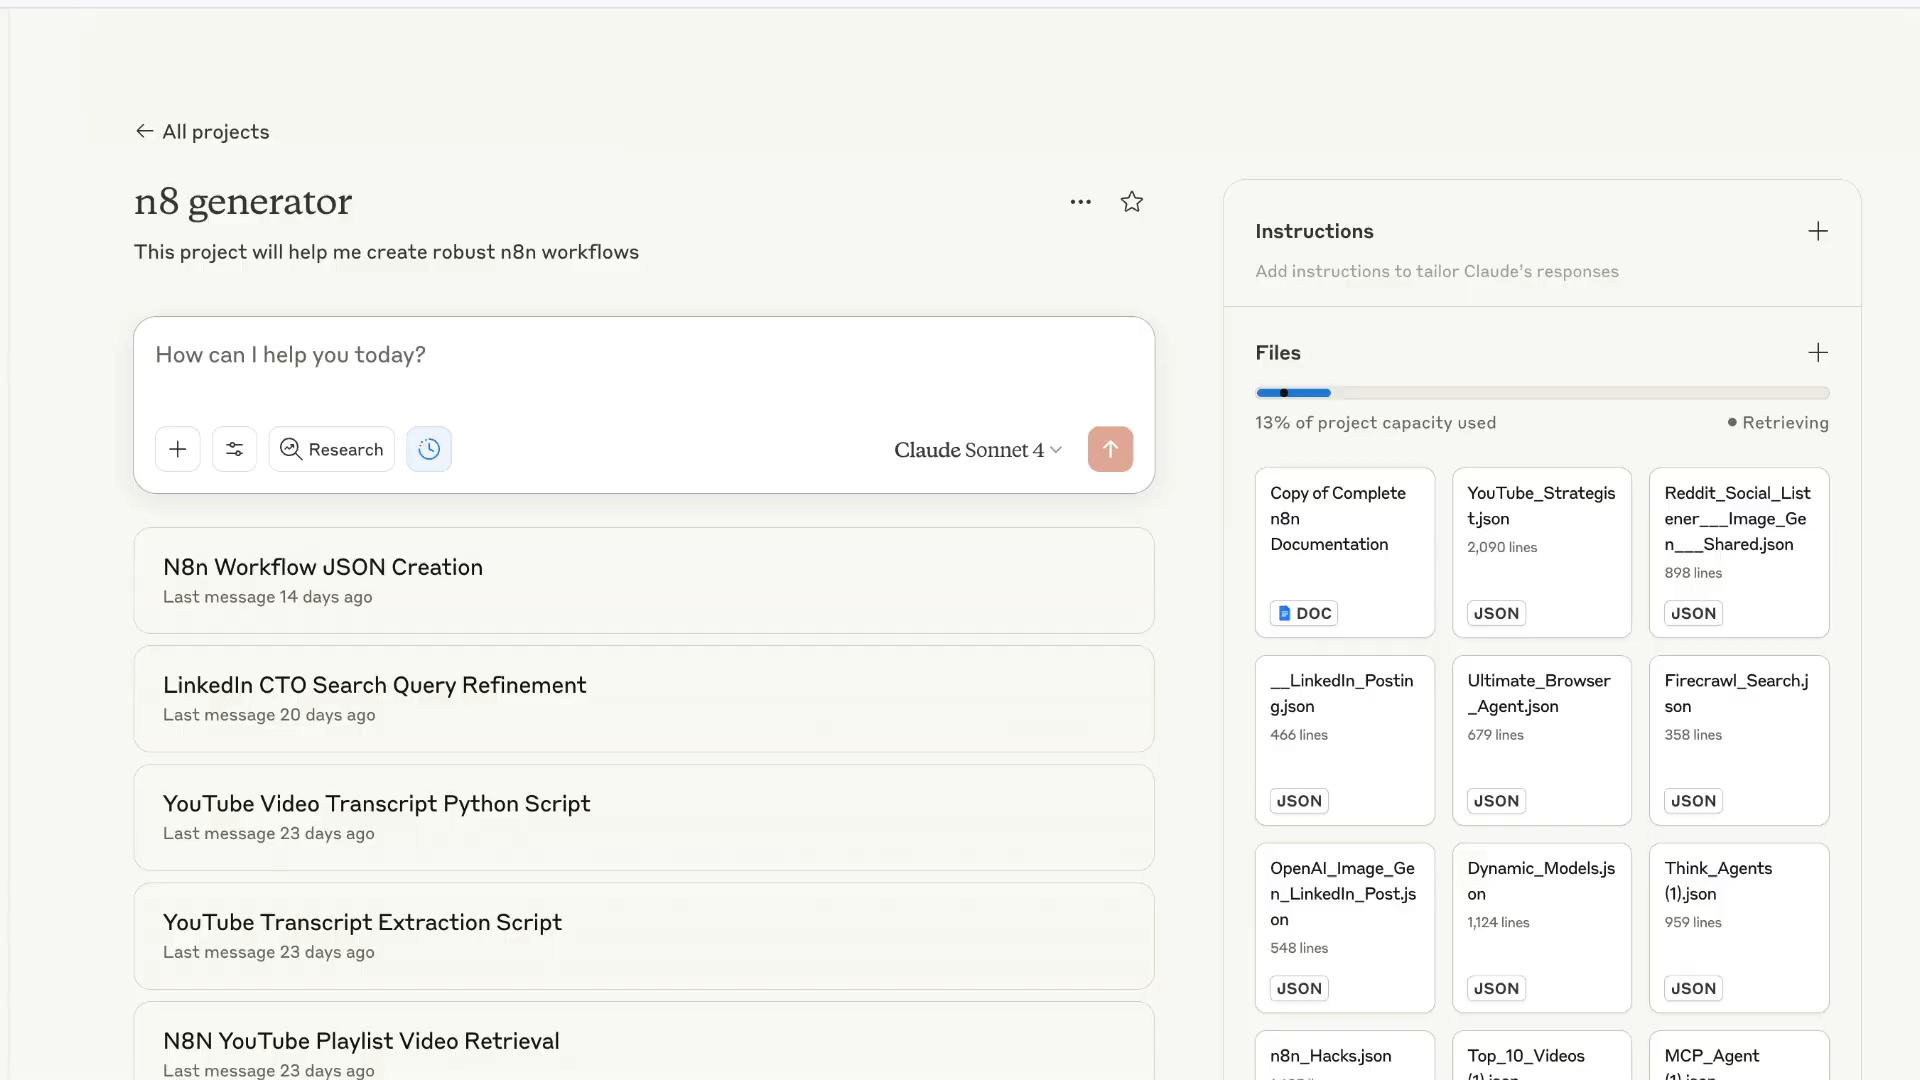 All projects
n8 generator
This project will help me create robust n8n workflows
How can I help you today?
Research
Claude Sonnet 4
N8n Workflow JSON Creation
Last message 14 days ago
LinkedIn CTO Search Query Refinement
Last message 20 days ago
YouTube Video Transcript Python Script
Last message 23 days ago
YouTube Transcript Extraction Script
Last message 23 days ago
N8N YouTube Playlist Video Retrieval
Last message 23 days ago
Instructions
Add instructions to tailor Claude's responses
Files
13% of project capacity used
Retrieving
Copy of Complete
n8n
Documentation
DOC
YouTube_Strategis
t.json
2,090 lines
JSON
Reddit_Social_List
ener___Image_Ge
n___Shared.json
898 lines
JSON
__LinkedIn_Postin
g.json
466 lines
JSON
Ultimate_Browser
_Agent.json
679 lines
JSON
Firecrawl_Search.j
son
358 lines
JSON
OpenAI_Image_Ge
n_LinkedIn_Post.js
on
548 lines
JSON
Dynamic_Models.js
on
1,124 lines
JSON
Think_Agents
(1).json
959 lines
JSON
n8n_Hacks.json
Top_10_Videos
(1).json
MCP_Agent
(1).json